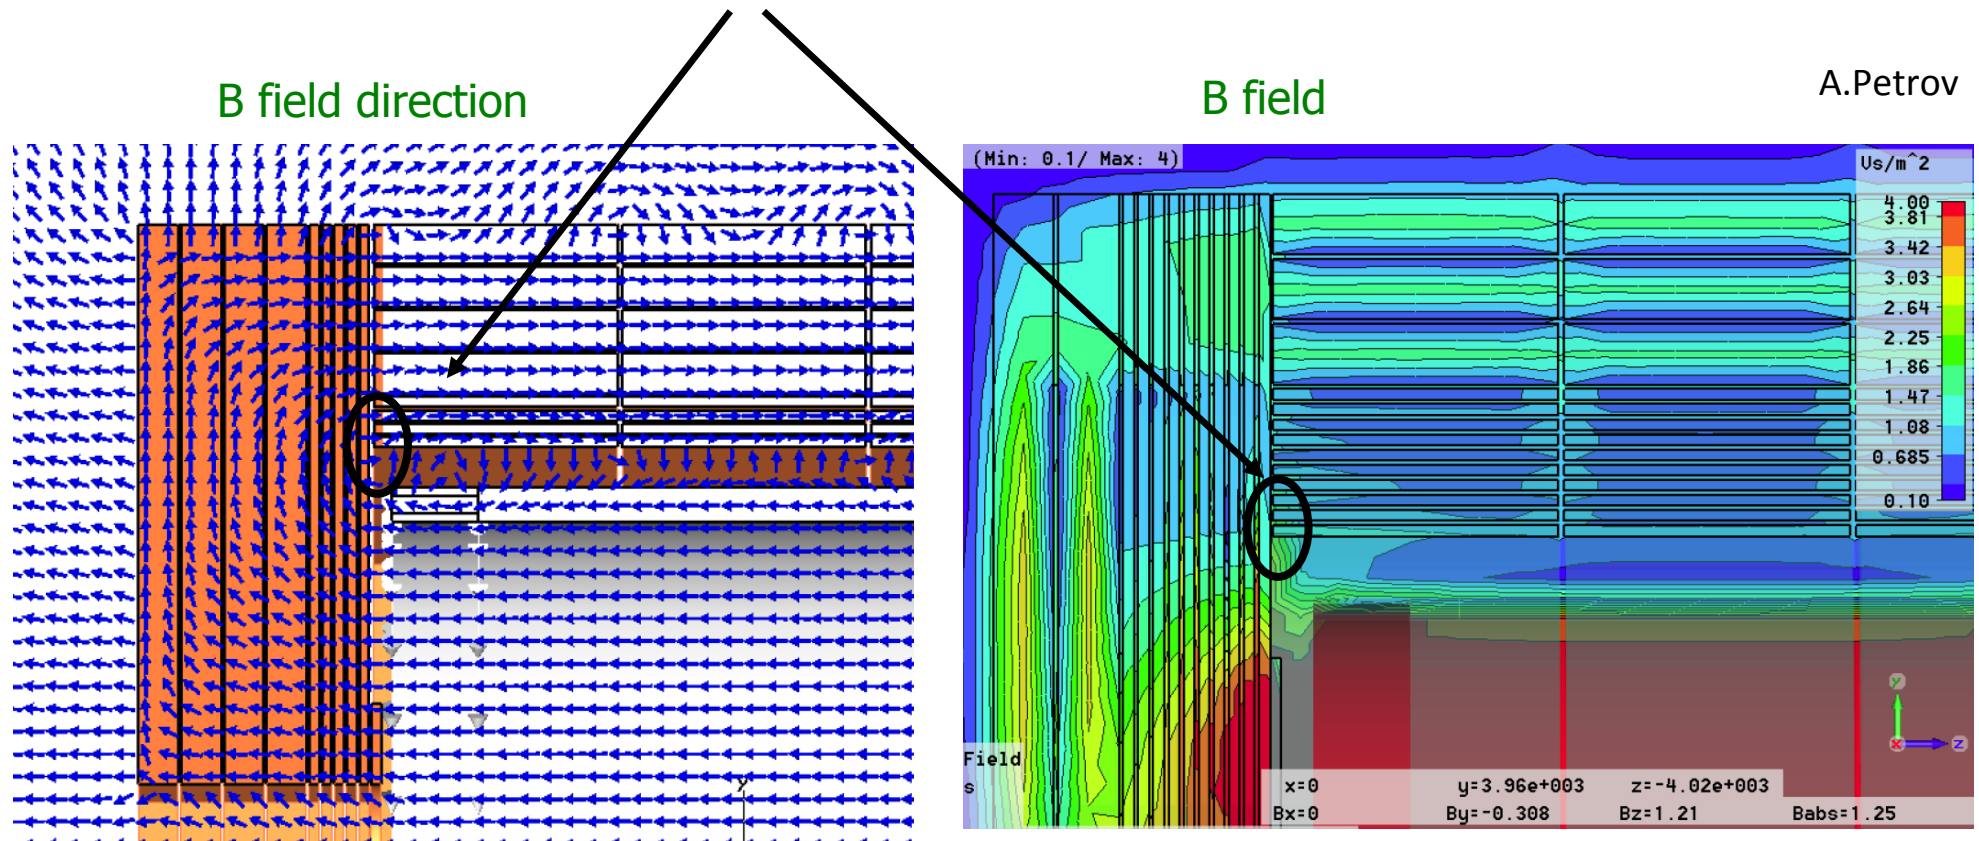 B field direction
B field
A.Petrov
(Min: 0.1/ Max: 4)
Vs/m^2
4.00
3.81
3.42
3.03
2.64
2.25
1.86
1.47
1.08
0.685
0.10
y
x
z
Field
s
x=0 y=3.96e+003 z=-4.02e+003
Bx=0 By=-0.308 Bz=1.21 Babs=1.25
Y